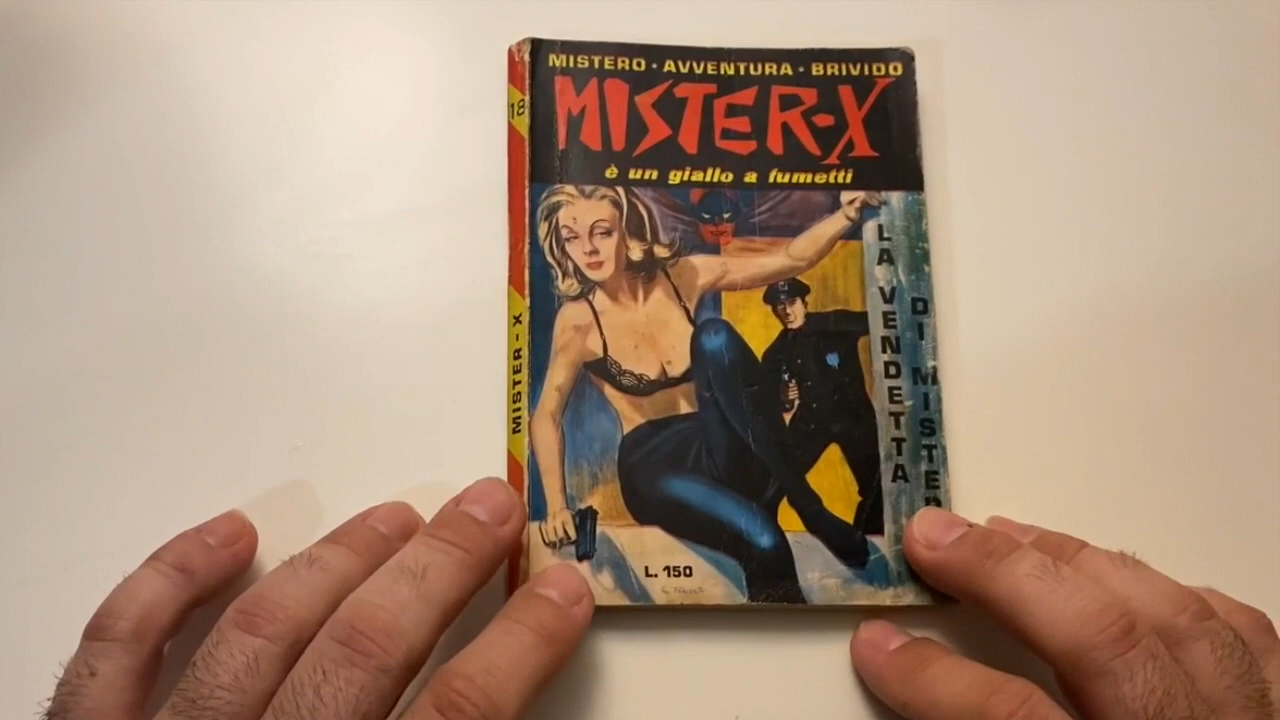 MISTERO · AVVENTURA · BRIVIDO
MISTER-X
è un giallo a fumetti
LA VENDETTA
DI MISTER
L. 150
18
MISTER-X